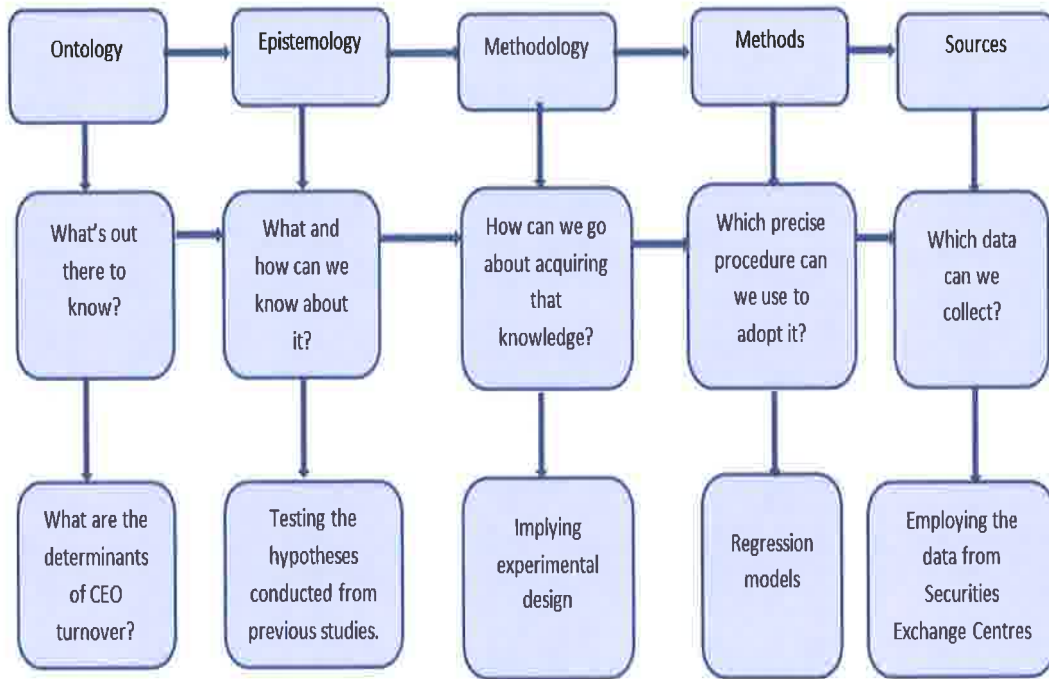 Ontology
Epistemology
Methodology
Methods
Sources
What's out
there to
know?
What and
how can we
know about
it?
How can we go
about acquiring
that
knowledge?
Which precise
procedure can
we use to
adopt it?
Which data
can we
collect?
What are the
determinants
of CEO
turnover?
Testing the
hypotheses
conducted from
previous studies.
Implying
experimental
design
Regression
models
Employing the
data from
Securities
Exchange Centres